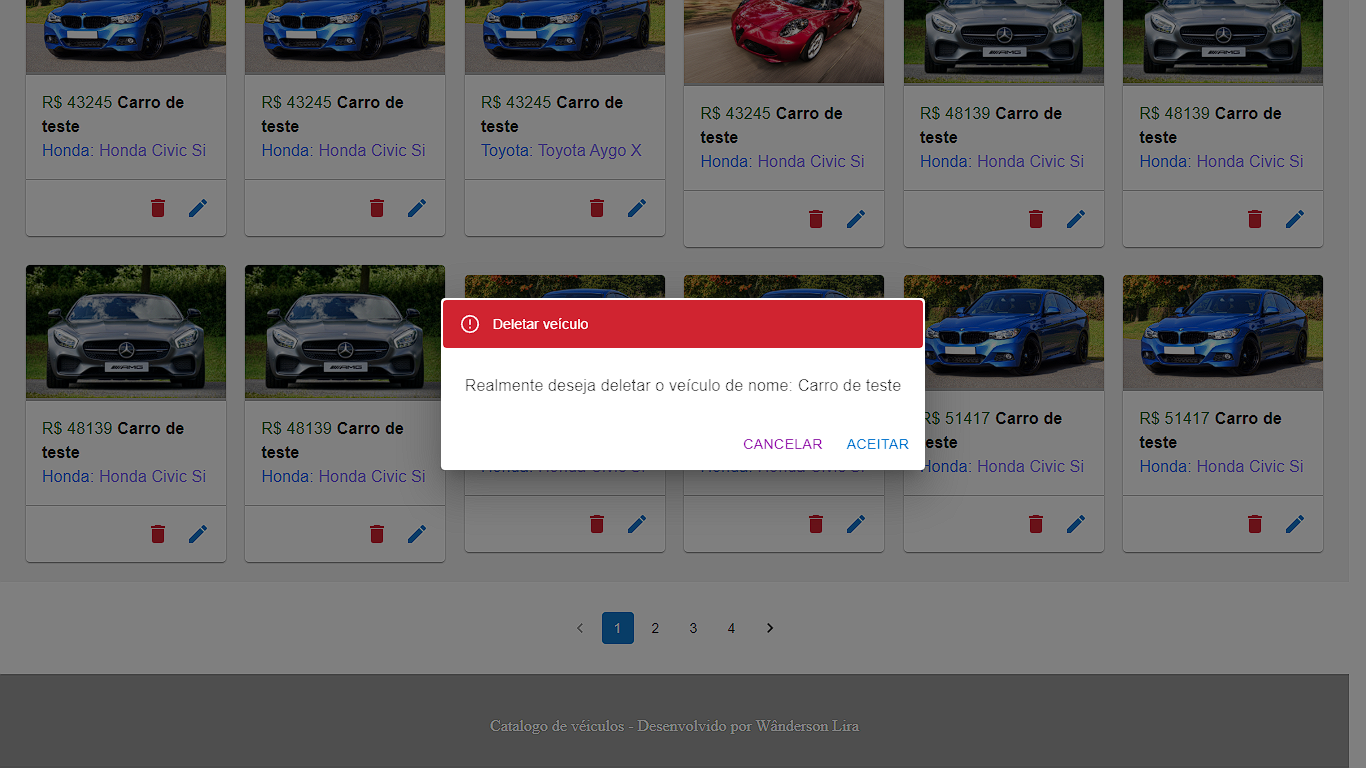 R$ 43245 Carro de
teste
Honda: Honda Civic Si
R$ 43245 Carro de
teste
Honda: Honda Civic Si
R$ 43245 Carro de
teste
Toyota: Toyota Aygo X
R$ 43245 Carro de
teste
Honda: Honda Civic Si
R$ 48139 Carro de
teste
Honda: Honda Civic Si
R$ 48139 Carro de
teste
Honda: Honda Civic Si
Deletar veículo
Realmente deseja deletar o veículo de nome: Carro de teste
CANCELAR ACEITAR
R$ 48139 Carro de
teste
Honda: Honda Civic Si
R$ 48139 Carro de
teste
Honda: Honda Civic Si
Honda: Honda Civic Si
Honda: Honda Civic Si
R$ 51417 Carro de
teste
Honda: Honda Civic Si
R$ 51417 Carro de
teste
Honda: Honda Civic Si
1 2 3 4
Catalogo de véiculos - Desenvolvido por Wânderson Lira